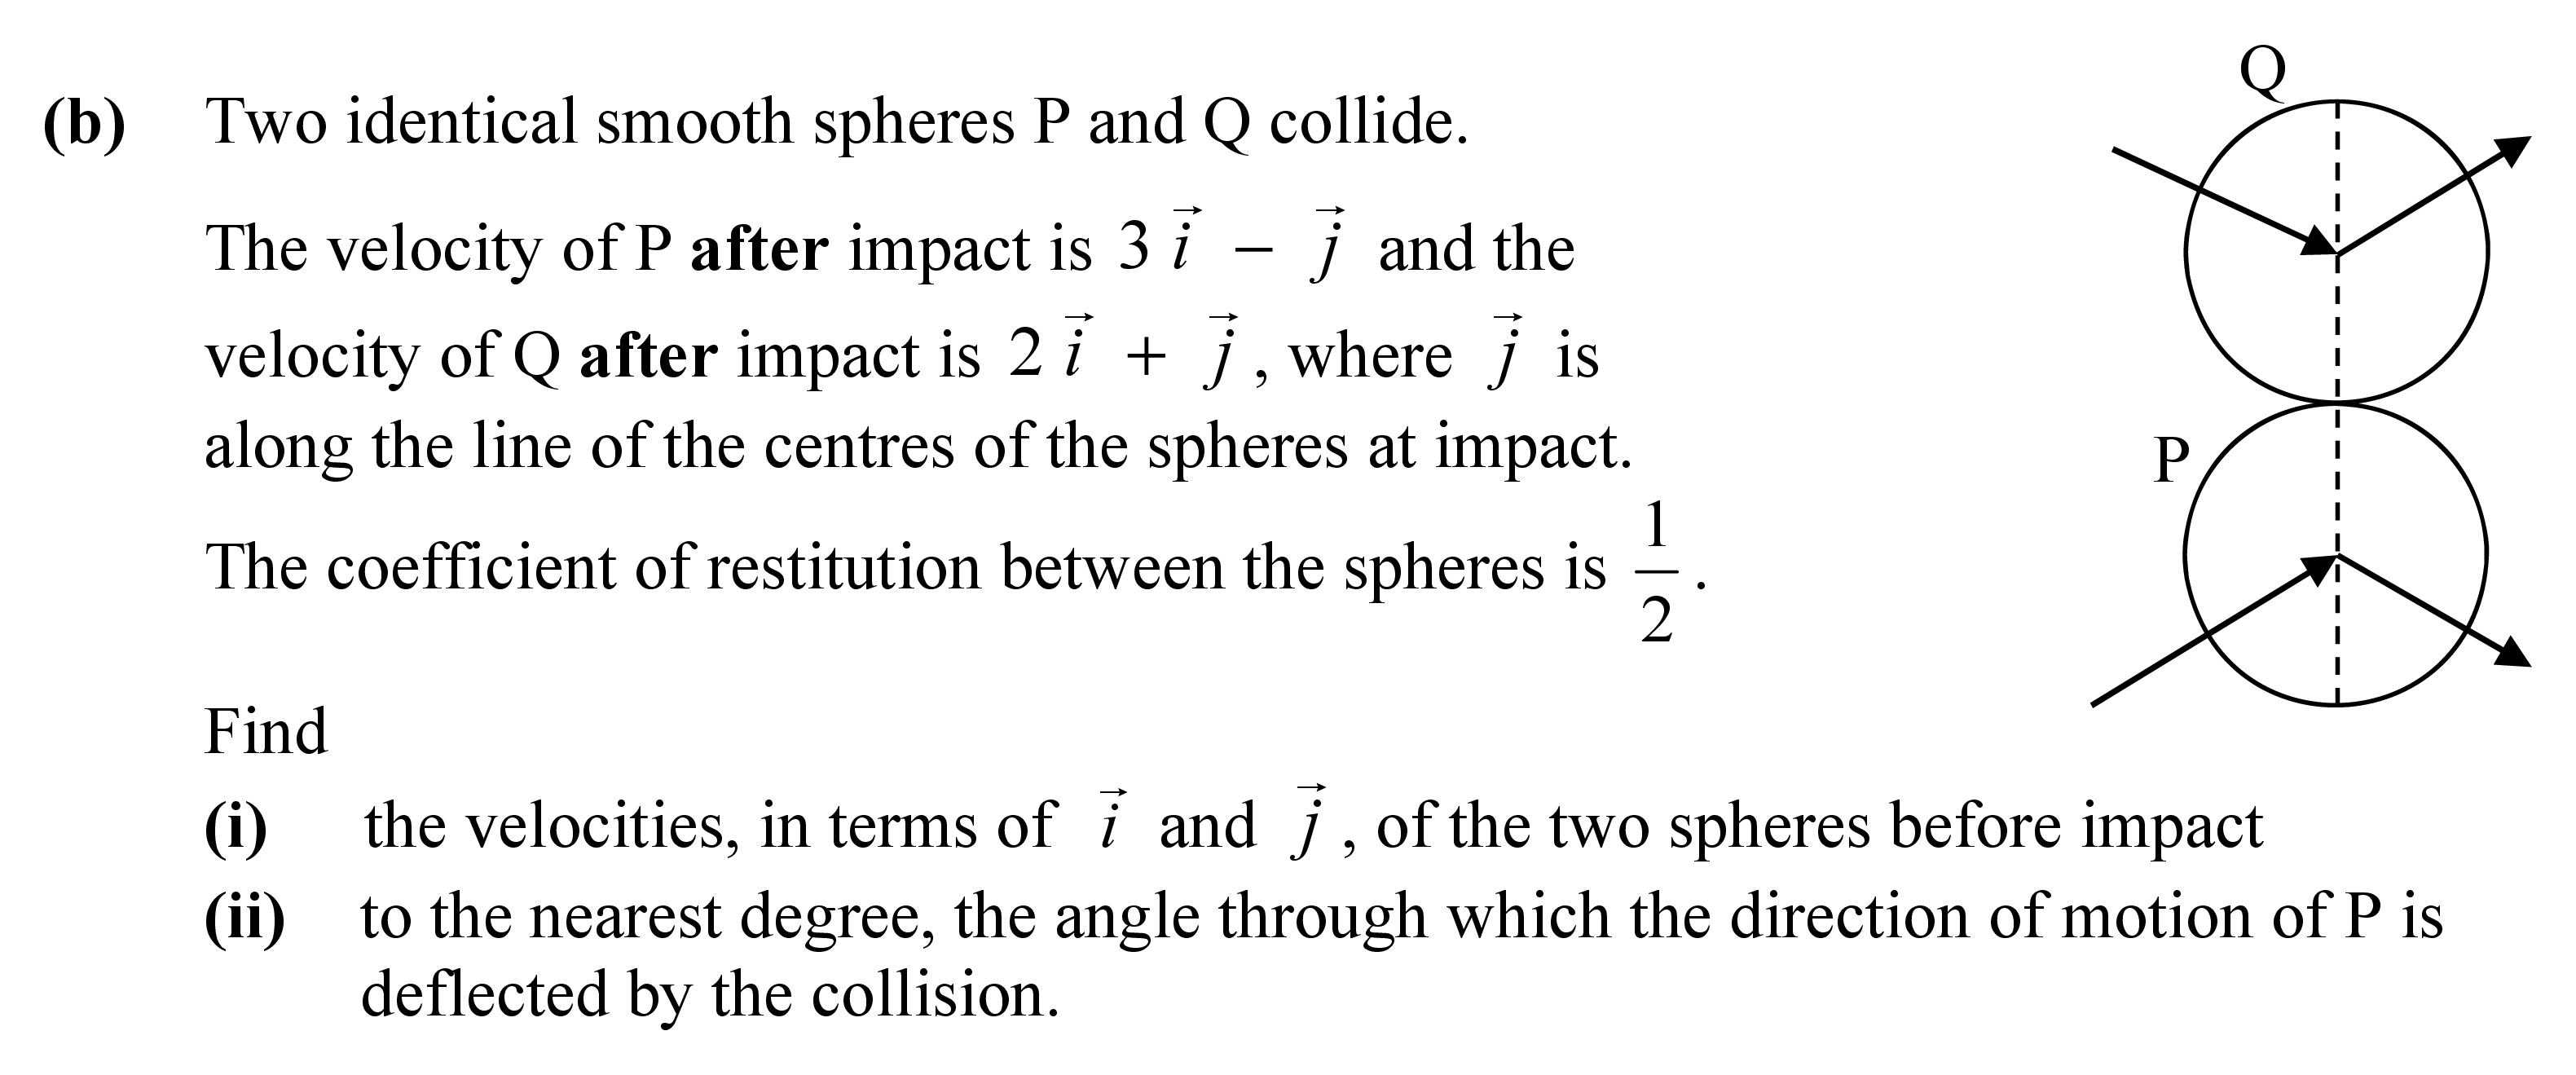 Q
(b) Two identical smooth spheres P and Q collide.
The velocity of P after impact is 3 \vec{i} − \vec{j} and the
velocity of Q after impact is 2 \vec{i} + \vec{j}, where \vec{j} is
along the line of the centres of the spheres at impact.
P
The coefficient of restitution between the spheres is \frac{1}{2}.
Find
(i) the velocities, in terms of \vec{i} and \vec{j}, of the two spheres before impact
(ii) to the nearest degree, the angle through which the direction of motion of P is
deflected by the collision.